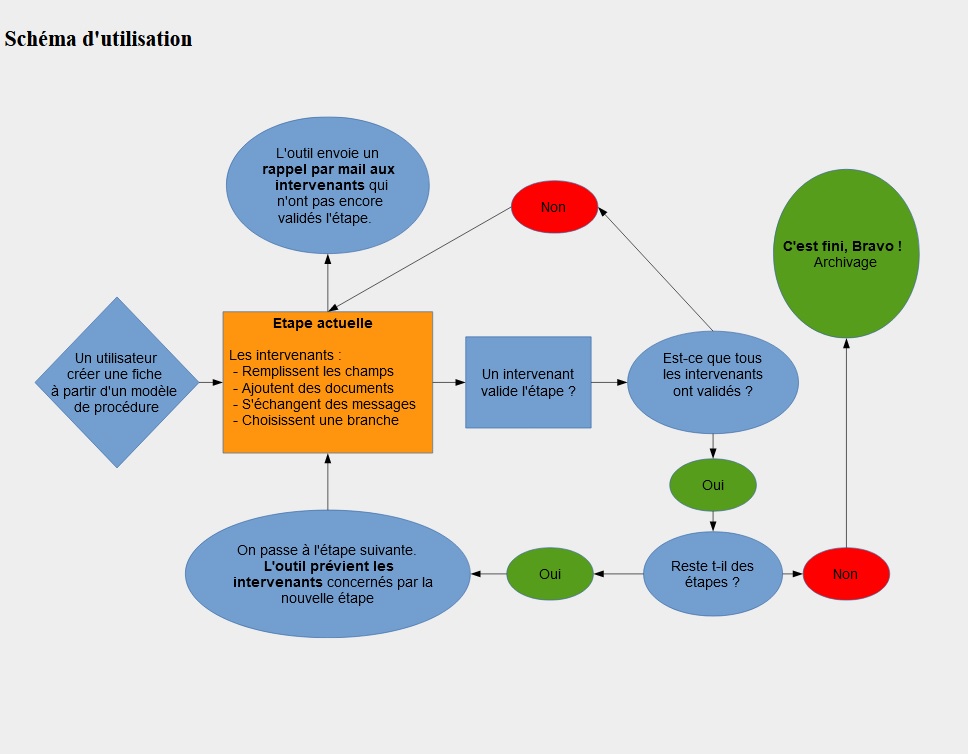 Schéma d'utilisation
L'outil envoie un
rappel par mail aux
intervenants qui
n'ont pas encore
validés l'étape.
Non
C'est fini, Bravo !
Archivage
Un utilisateur
créer une fiche
à partir d'un modèle
de procédure
Etape actuelle
Les intervenants :
- Remplissent les champs
- Ajoutent des documents
- S'échangent des messages
- Choisissent une branche
Un intervenant
valide l'étape ?
Est-ce que tous
les intervenants
ont validés ?
Oui
On passe à l'étape suivante.
L'outil prévient les
intervenants concernés par la
nouvelle étape
Oui
Reste t-il des
étapes ?
Non